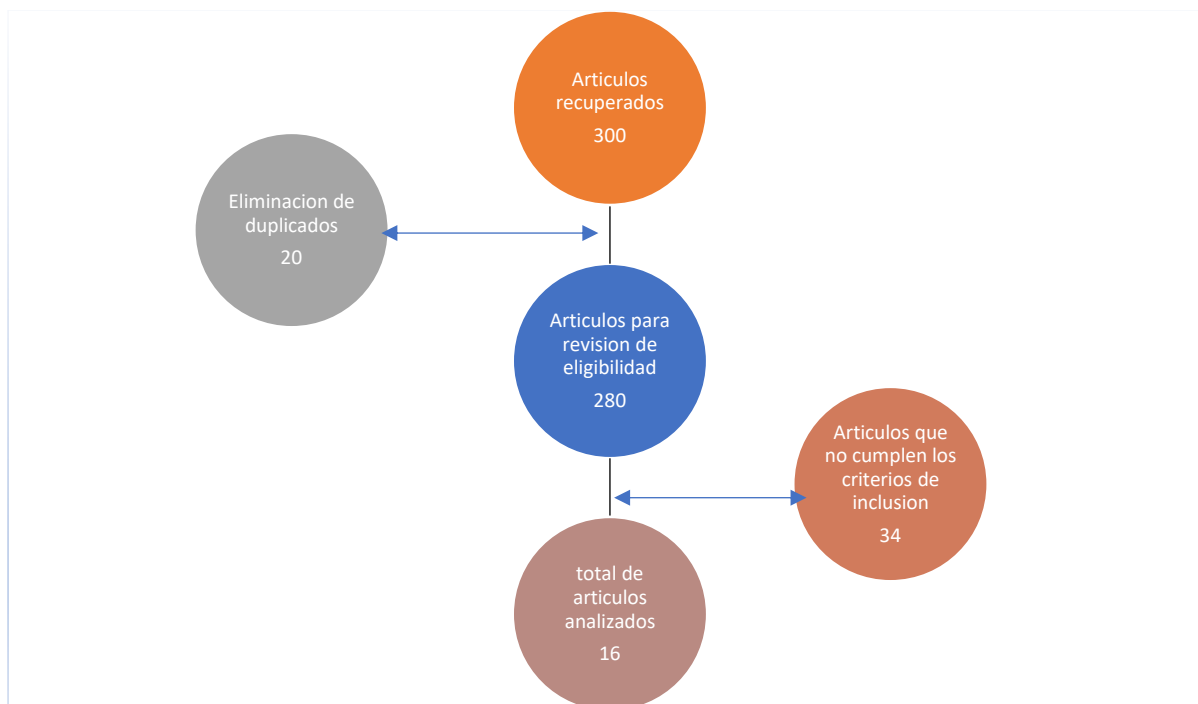 Articulos
recuperados
300
Eliminacion de
duplicados
20
Articulos para
revision de
eligibilidad
280
Articulos que
no cumplen los
criterios de
inclusion
34
total de
articulos
analizados
16